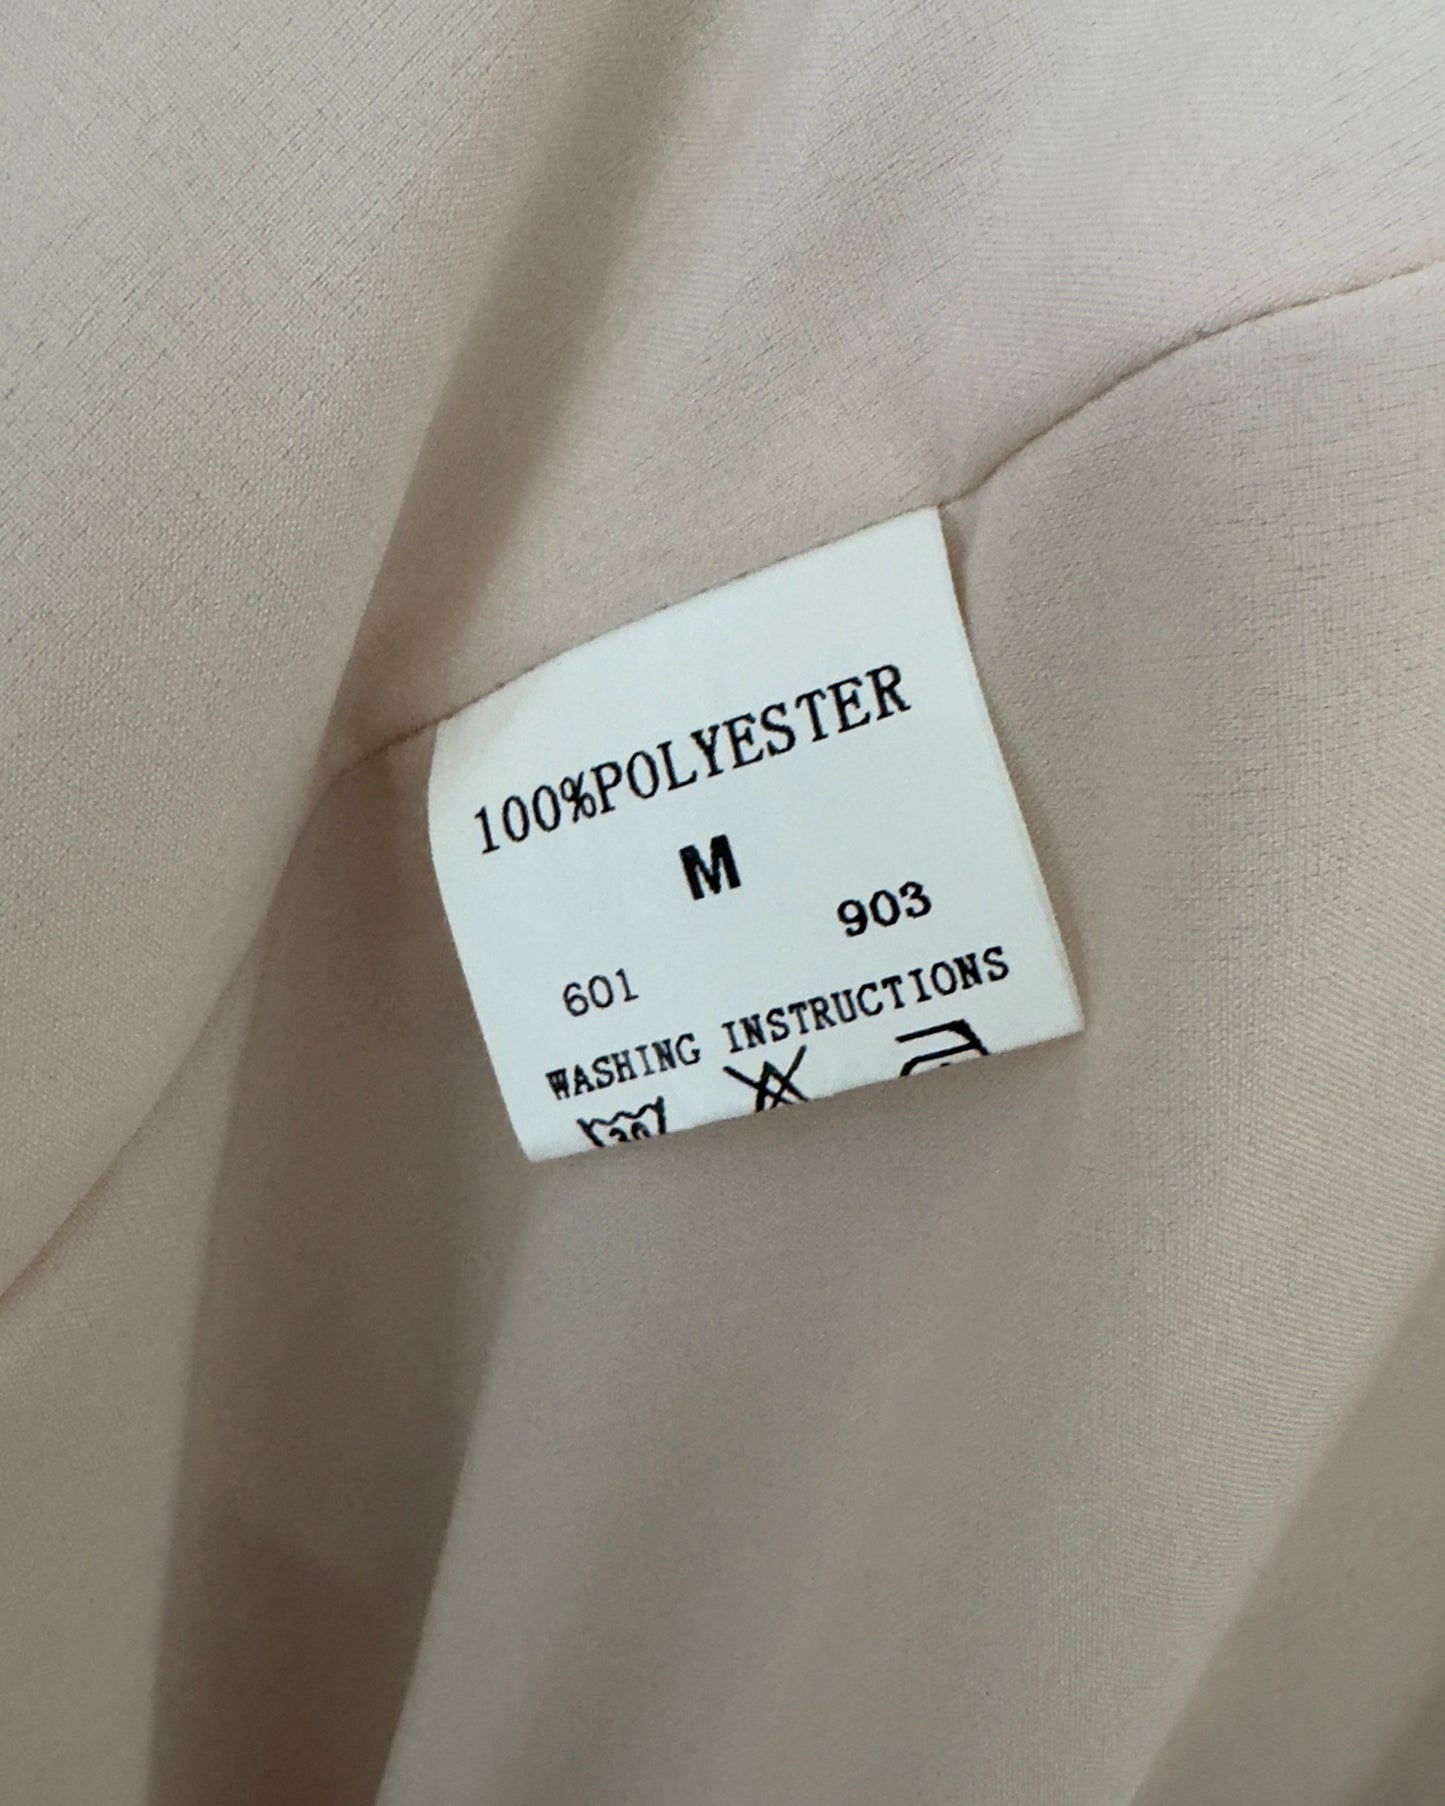 100%POLYESTER
M
903
601
WASHING INSTRUCTIONS
30